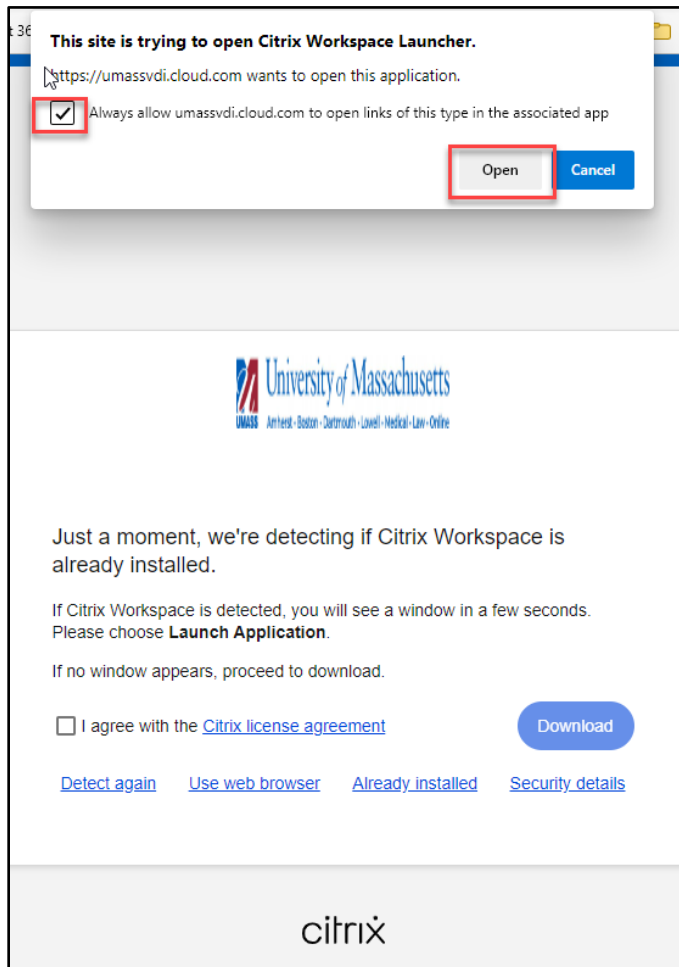 t 36
This site is trying to open Citrix Workspace Launcher.
https://umassvdi.cloud.com wants to open this application.
Always allow umassvdi.cloud.com to open links of this type in the associated app
Open Cancel
University of Massachusetts
UMASS Amherst • Boston • Dartmouth • Lowell • Medical • Law • Online
Just a moment, we're detecting if Citrix Workspace is
already installed.
If Citrix Workspace is detected, you will see a window in a few seconds.
Please choose Launch Application.
If no window appears, proceed to download.
I agree with the Citrix license agreement Download
Detect again Use web browser Already installed Security details
citrix